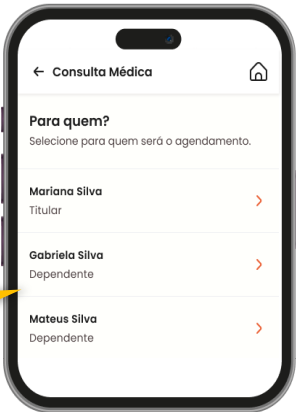 Consulta Médica
Para quem?
Selecione para quem será o agendamento.
Mariana Silva
Titular
Gabriela Silva
Dependente
Mateus Silva
Dependente